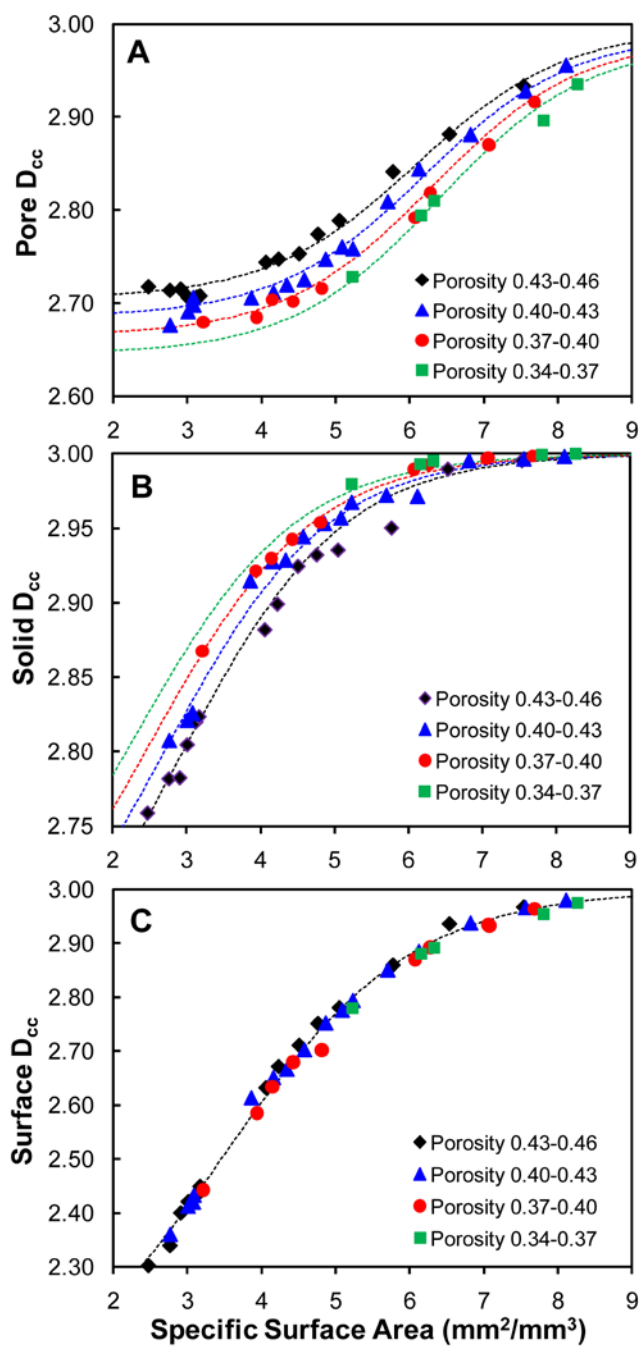 A
Pore D_cc
3.00
2.90
2.80
2.70
2.60
Porosity 0.43-0.46
Porosity 0.40-0.43
Porosity 0.37-0.40
Porosity 0.34-0.37
2 3 4 5 6 7 8 9
B
Solid D_cc
3.00
2.95
2.90
2.85
2.80
2.75
Porosity 0.43-0.46
Porosity 0.40-0.43
Porosity 0.37-0.40
Porosity 0.34-0.37
2 3 4 5 6 7 8 9
C
Surface D_cc
3.00
2.90
2.80
2.70
2.60
2.50
2.40
2.30
Porosity 0.43-0.46
Porosity 0.40-0.43
Porosity 0.37-0.40
Porosity 0.34-0.37
2 3 4 5 6 7 8 9
Specific Surface Area (mm²/mm³)